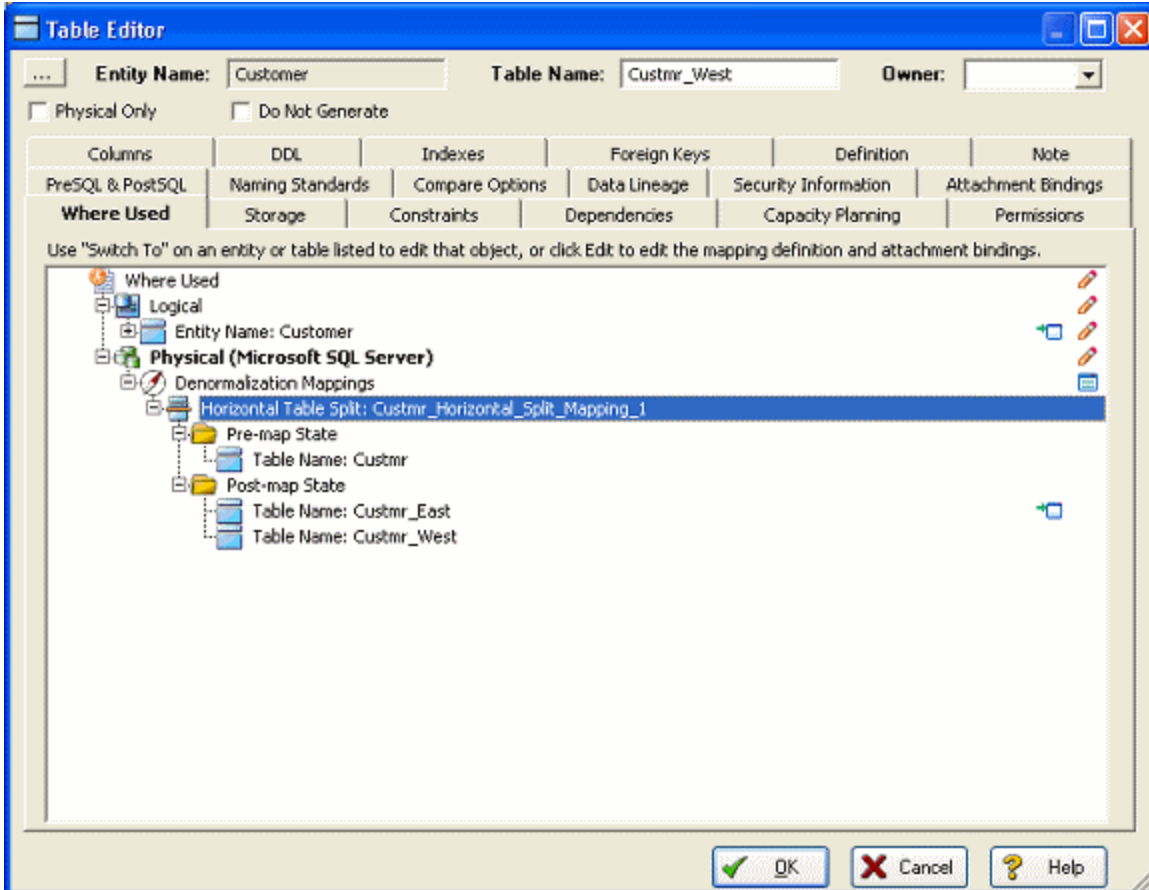 Table Editor
... Entity Name: Customer Table Name: Custmr_West Owner:
Physical Only Do Not Generate
Columns DDL Indexes Foreign Keys Definition Note
PreSQL & PostSQL Naming Standards Compare Options Data Lineage Security Information Attachment Bindings
Where Used Storage Constraints Dependencies Capacity Planning Permissions
Use "Switch To" on an entity or table listed to edit that object, or click Edit to edit the mapping definition and attachment bindings.
Where Used
Logical
Entity Name: Customer
Physical (Microsoft SQL Server)
Denormalization Mappings
Horizontal Table Split: Custmr_Horizontal_Split_Mapping_1
Pre-map State
Table Name: Custmr
Post-map State
Table Name: Custmr_East
Table Name: Custmr_West
OK Cancel Help